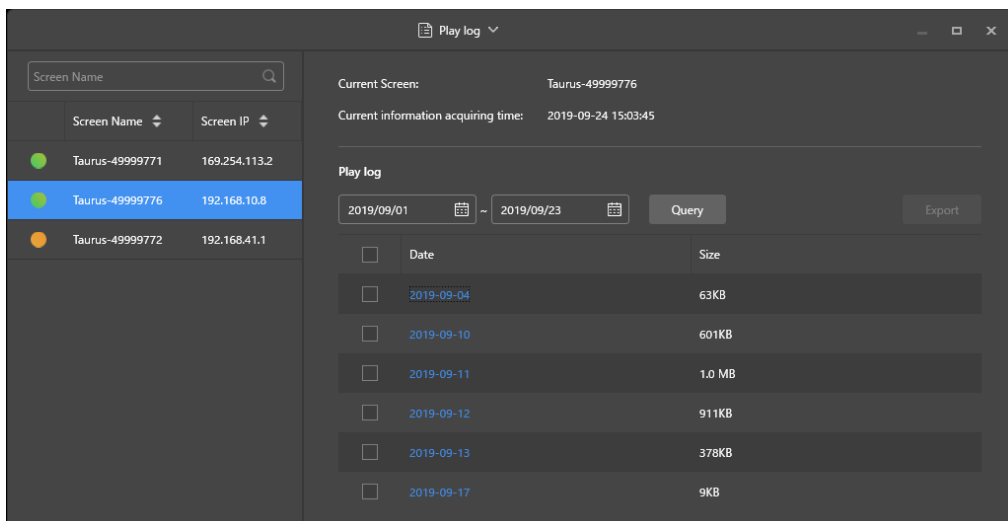 Play log
Screen Name
Screen Name Screen IP
Taurus-49999771 169.254.113.2
Taurus-49999776 192.168.10.8
Taurus-49999772 192.168.41.1
Current Screen: Taurus-49999776
Current information acquiring time: 2019-09-24 15:03:45
Play log
2019/09/01 ~ 2019/09/23 Query Export
Date Size
2019-09-04 63KB
2019-09-10 601KB
2019-09-11 1.0 MB
2019-09-12 911KB
2019-09-13 378KB
2019-09-17 9KB